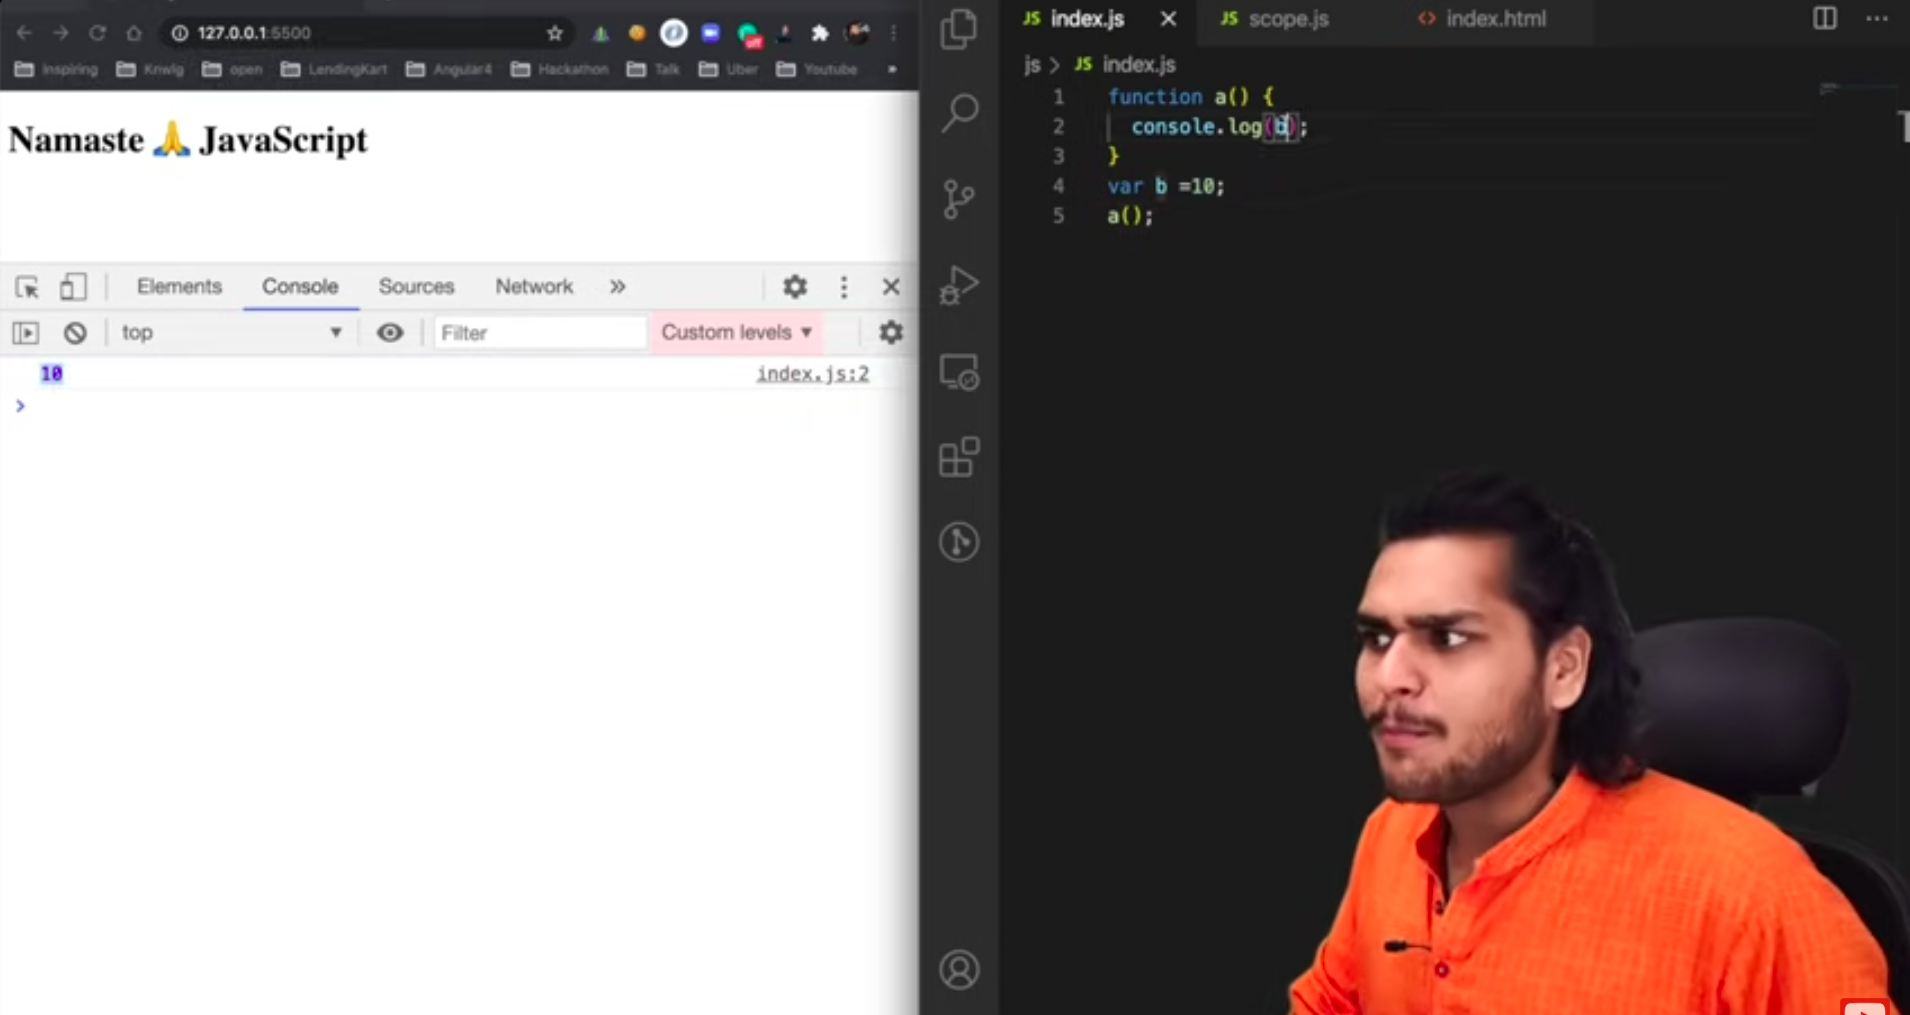 127.0.0.1:5500
Inspiring Knwlg open LendingKart Angular4 Hackathon Talk Uber Youtube »
Namaste 🙏 JavaScript
Elements Console Sources Network »
top Filter Custom levels
10 index.js:2
>
JS index.js JS scope.js <> index.html
js > JS index.js
1 function a() {
2 console.log(b);
3 }
4 var b =10;
5 a();
off